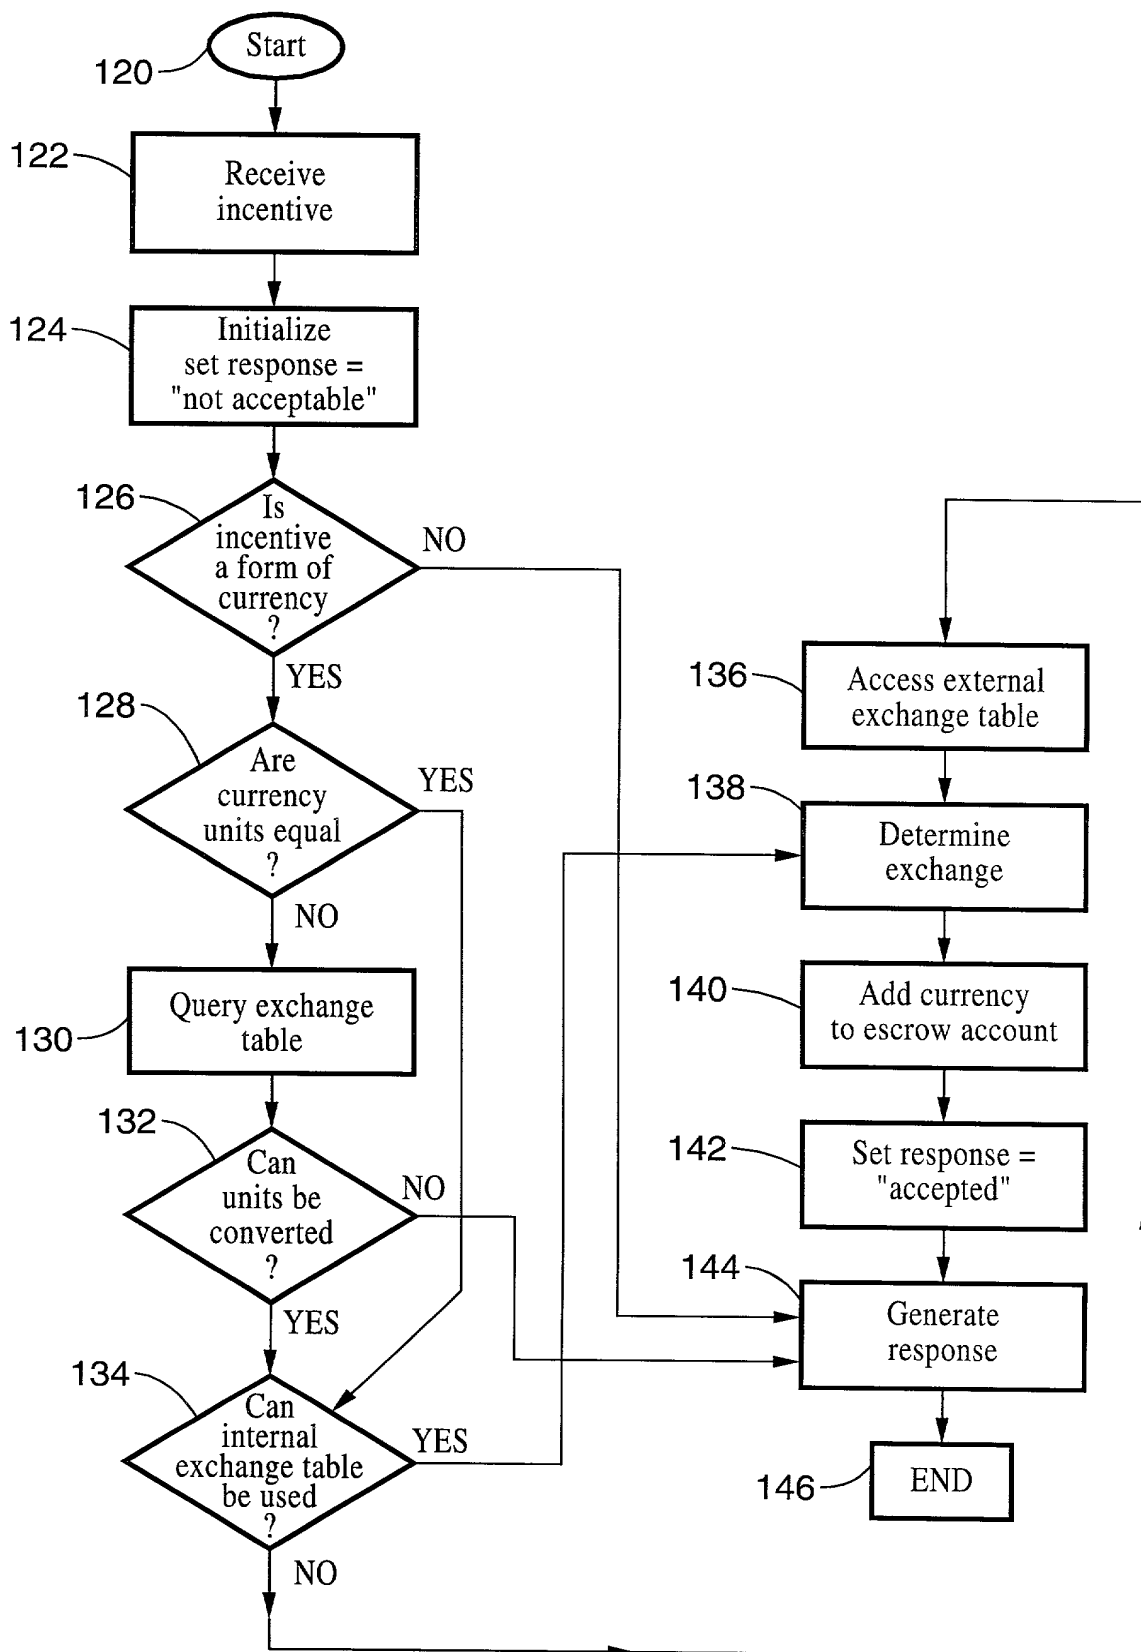 Start
120
122
Receive
incentive
124
Initialize
set response =
"not acceptable"
126
Is
incentive
a form of
currency
?
NO
YES
128
Are
currency
units equal
?
YES
NO
130
Query exchange
table
132
Can
units be
converted
?
NO
YES
134
Can
internal
exchange table
be used
?
YES
NO
136
Access external
exchange table
138
Determine
exchange
140
Add currency
to escrow account
142
Set response =
"accepted"
144
Generate
response
146
END